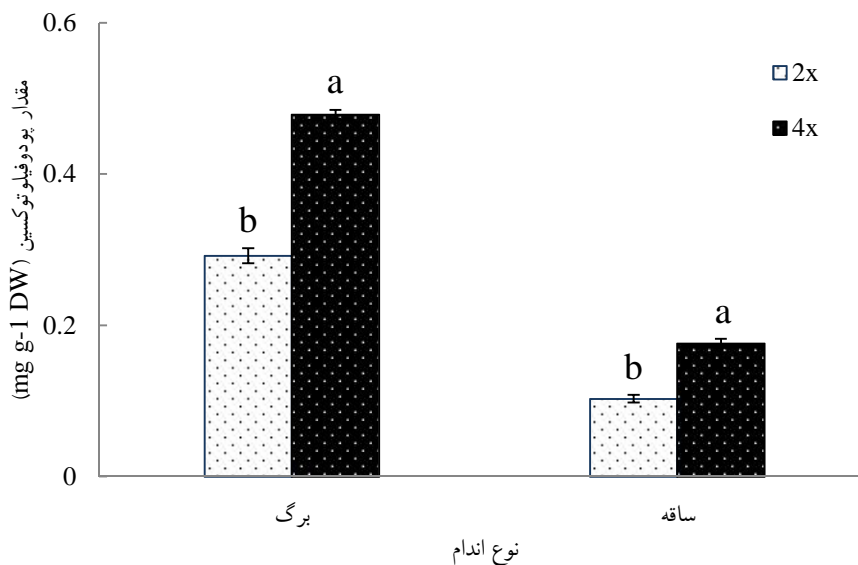 مقدار پودوفیلوتوکسین (mg g-1 DW)
0.6
0.4
0.2
0
a
b
a
b
2x
4x
برگ
ساقه
نوع اندام